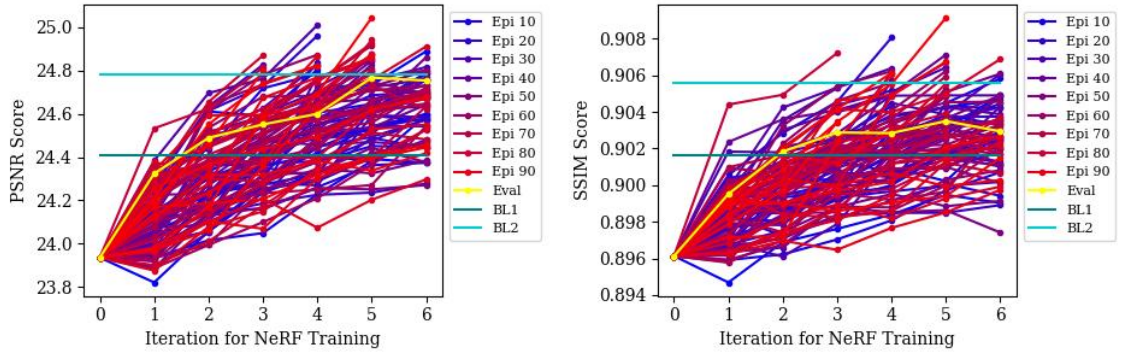 PSNR Score
25.0
24.8
24.6
24.4
24.2
24.0
23.8
0 1 2 3 4 5 6
Iteration for NeRF Training
Epi 10
Epi 20
Epi 30
Epi 40
Epi 50
Epi 60
Epi 70
Epi 80
Epi 90
Eval
BL1
BL2
SSIM Score
0.908
0.906
0.904
0.902
0.900
0.898
0.896
0.894
0 1 2 3 4 5 6
Iteration for NeRF Training
Epi 10
Epi 20
Epi 30
Epi 40
Epi 50
Epi 60
Epi 70
Epi 80
Epi 90
Eval
BL1
BL2